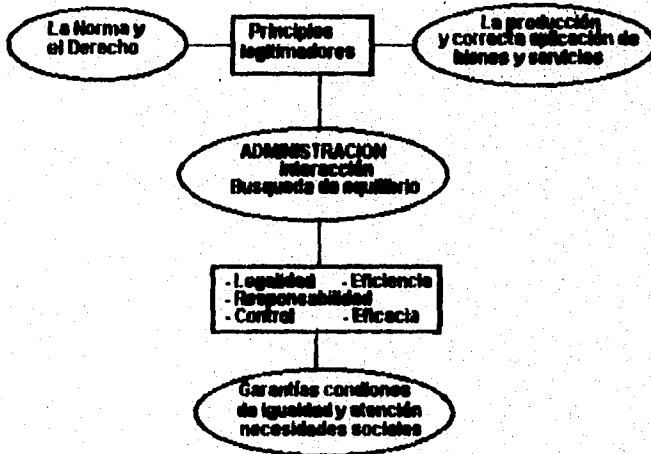 La Norma y
el Derecho
Principios
legitimadores
La producción
y correcta aplicación de
bienes y servicios
ADMINISTRACION
interacción
Busqueda de equilibrio
- Legalidad - Eficiencia
- Responsabilidad
- Control - Eficacia
Garantías condiones
de igualdad y atención
necesidades sociales